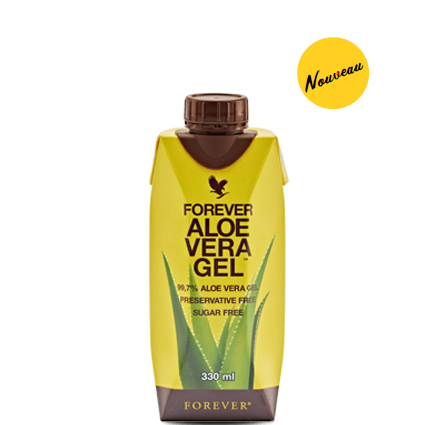 Nouveau
FOREVER
ALOE
VERA
GEL™
99,7% ALOE VERA GEL
PRESERVATIVE FREE
SUGAR FREE
330 ml
FOREVER®